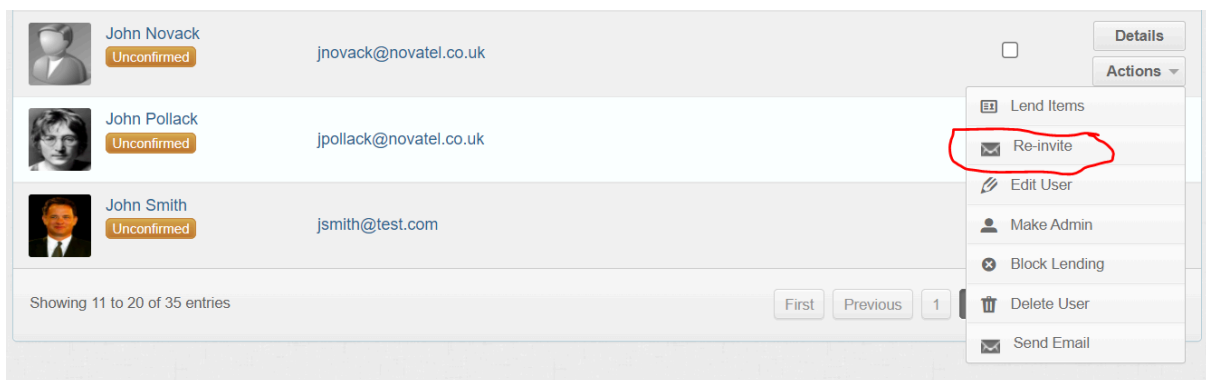 John Novack
Unconfirmed
jnovack@novatel.co.uk
Details
Actions
John Pollack
Unconfirmed
jpollack@novatel.co.uk
John Smith
Unconfirmed
jsmith@test.com
Lend Items
Re-invite
Edit User
Make Admin
Block Lending
Delete User
Send Email
Showing 11 to 20 of 35 entries
First Previous 1